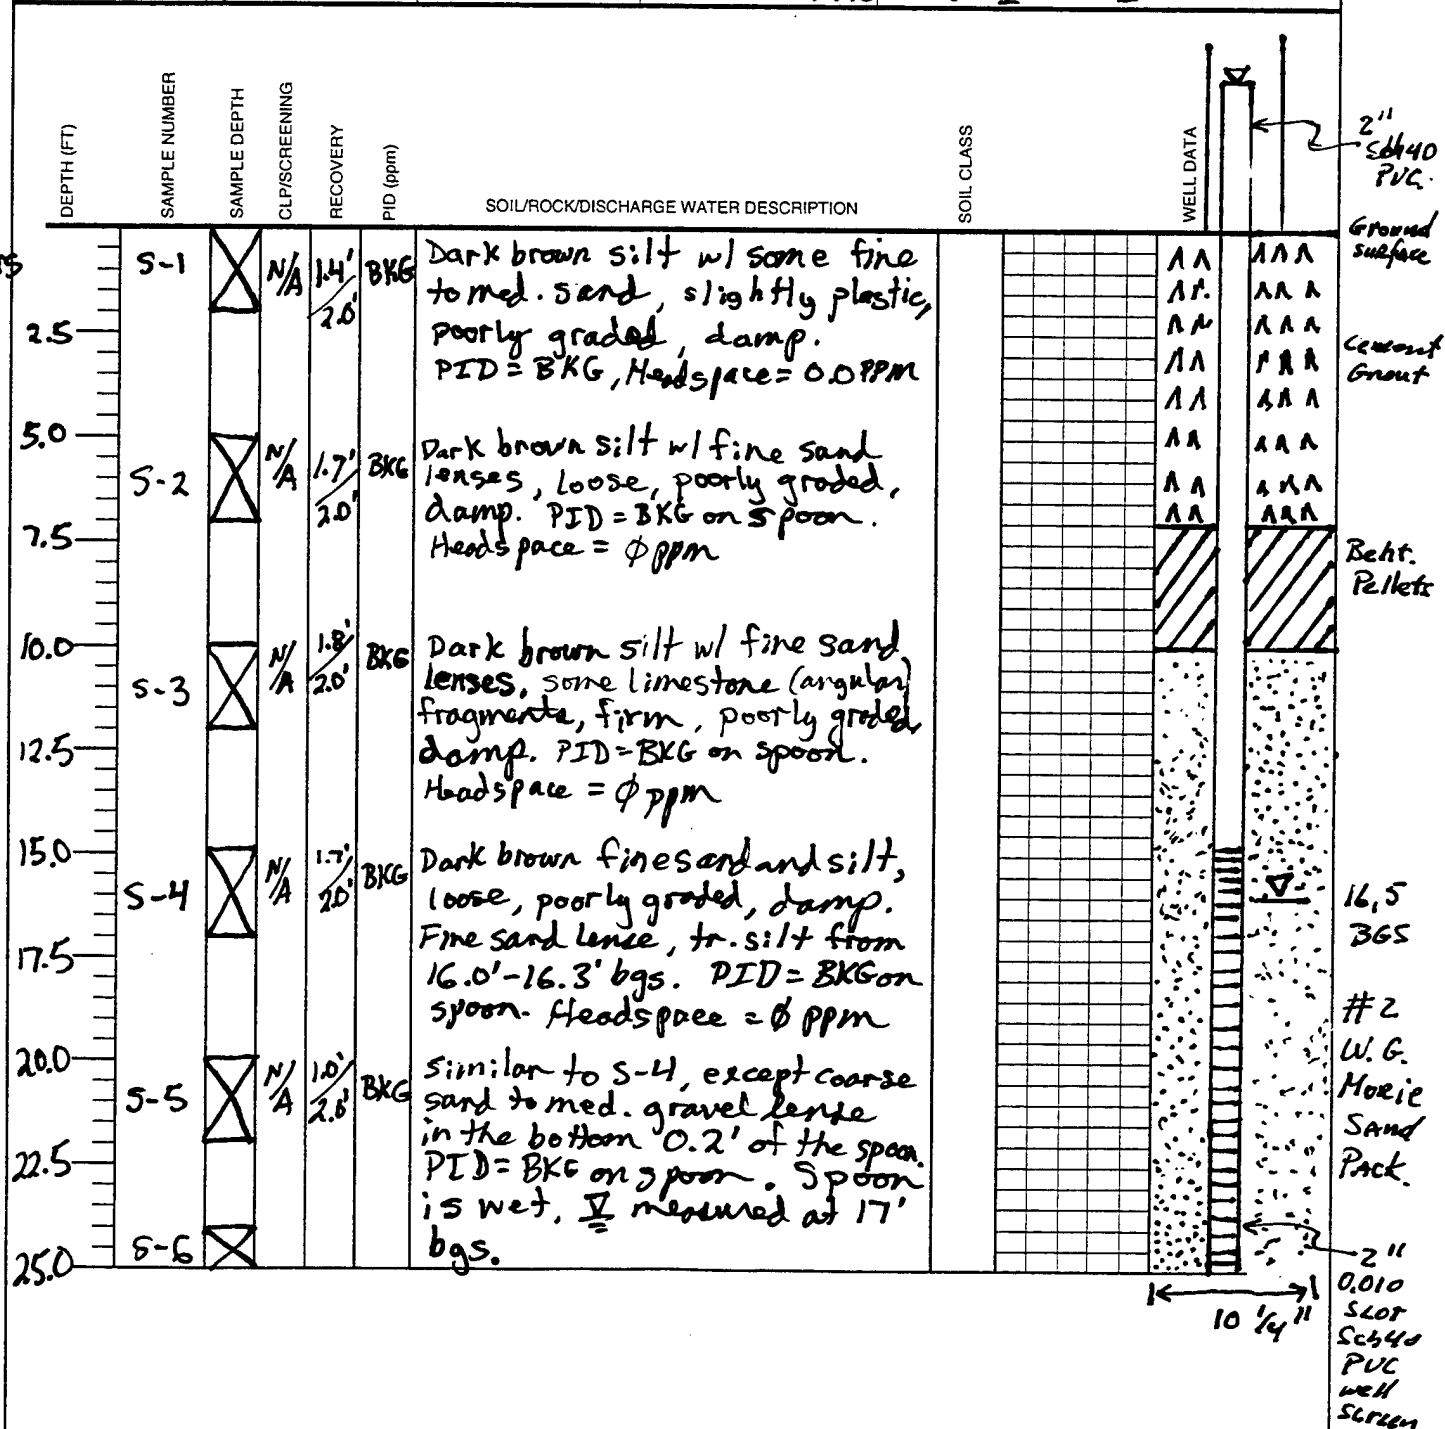 DEPTH (FT)
SAMPLE NUMBER
SAMPLE DEPTH
CLP/SCREENING
RECOVERY
PID (ppm)
SOIL/ROCK/DISCHARGE WATER DESCRIPTION
SOIL CLASS
WELL DATA
2"
Sch40
PVC.
Ground
surface
S-1
N/A
1.4'
2.0'
BKG
Dark brown silt w/ some fine
to med. sand, slightly plastic,
poorly graded, damp.
PID = BKG, Headspace = 0.0 PPM
2.5
Cement
Grout
5.0
S-2
N/A
1.7'
2.0'
BKG
Dark brown silt w/ fine sand
lenses, loose, poorly graded,
damp. PID = BKG on spoon.
Headspace = ϕ ppm
7.5
Bent.
Pellets
10.0
S-3
N/A
1.8'
2.0'
BKG
Dark brown silt w/ fine sand
lenses, some limestone (angular)
fragments, firm, poorly graded,
damp. PID = BKG on spoon.
Headspace = ϕ ppm
12.5
15.0
S-4
N/A
1.7'
2.0'
BKG
Dark brown fine sand and silt,
loose, poorly graded, damp.
Fine sand lense, tr. silt from
16.0'-16.3' bgs. PID = BKG on
spoon. Headspace = ϕ ppm
17.5
16.5
BGS
#2
W.G.
Morie
Sand
Pack.
20.0
S-5
N/A
1.0'
2.0'
BKG
Similar to S-4, except coarse
sand to med. gravel lense
in the bottom 0.2' of the spoon.
PID = BKG on spoon. Spoon
is wet. ∇ measured at 17'
bgs.
22.5
S-6
25.0
10 1/4"
2"
0.010
SLOT
Sch40
PVC
well
Screen